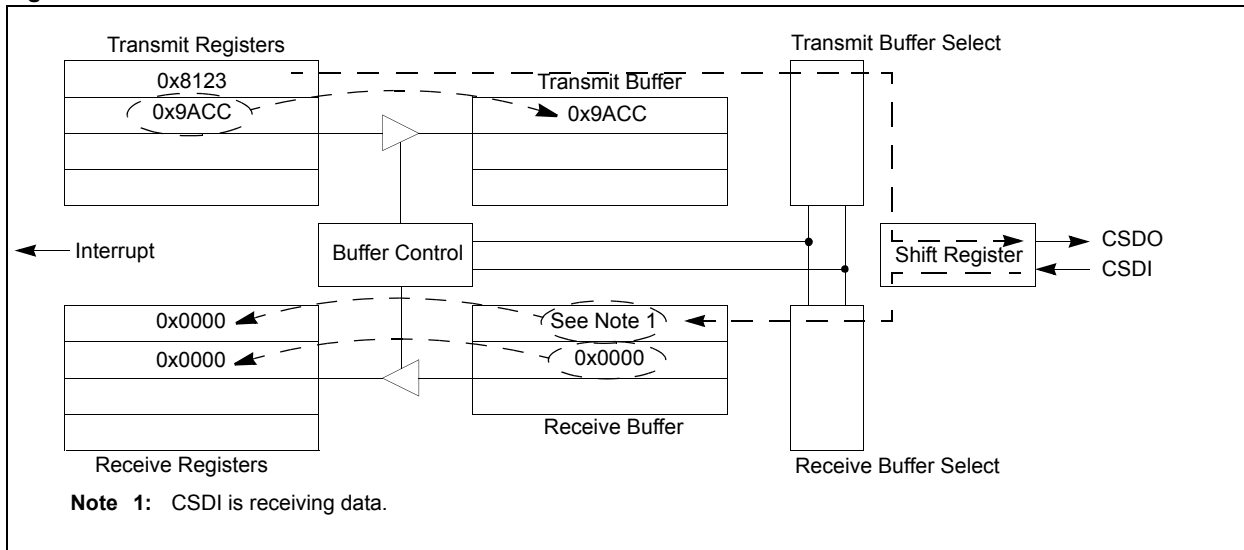 Transmit Registers
Transmit Buffer Select
0x8123
Transmit Buffer
0x9ACC
0x9ACC
Interrupt
Buffer Control
Shift Register
CSDO
CSDI
0x0000
See Note 1
0x0000
0x0000
Receive Buffer
Receive Registers
Receive Buffer Select
Note 1: CSDI is receiving data.